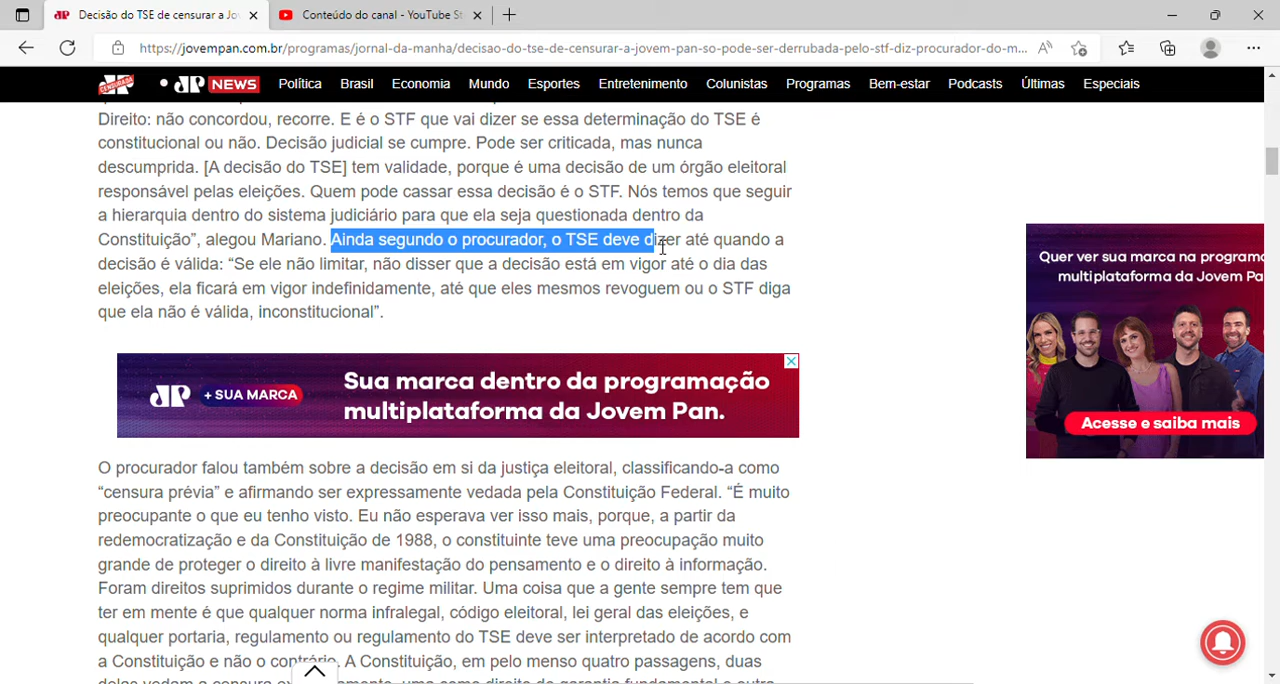 Decisão do TSE de censurar a Jo
Conteúdo do canal - YouTube S
https://jovempan.com.br/programas/jornal-da-manha/decisao-do-tse-de-censurar-a-jovem-pan-so-pode-ser-derrubada-pelo-stf-diz-procurador-do-m...
CENSURADA JP NEWS Política Brasil Economia Mundo Esportes Entretenimento Colunistas Programas Bem-estar Podcasts Últimas Especiais
Direito: não concordou, recorre. E é o STF que vai dizer se essa determinação do TSE é
constitucional ou não. Decisão judicial se cumpre. Pode ser criticada, mas nunca
descumprida. [A decisão do TSE] tem validade, porque é uma decisão de um órgão eleitoral
responsável pelas eleições. Quem pode cassar essa decisão é o STF. Nós temos que seguir
a hierarquia dentro do sistema judiciário para que ela seja questionada dentro da
Constituição”, alegou Mariano. Ainda segundo o procurador, o TSE deve dizer até quando a
decisão é válida: “Se ele não limitar, não disser que a decisão está em vigor até o dia das
eleições, ela ficará em vigor indefinidamente, até que eles mesmos revoguem ou o STF diga
que ela não é válida, inconstitucional”.
JP + SUA MARCA
Sua marca dentro da programação
multiplataforma da Jovem Pan.
O procurador falou também sobre a decisão em si da justiça eleitoral, classificando-a como
“censura prévia” e afirmando ser expressamente vedada pela Constituição Federal. “É muito
preocupante o que eu tenho visto. Eu não esperava ver isso mais, porque, a partir da
redemocratização e da Constituição de 1988, o constituinte teve uma preocupação muito
grande de proteger o direito à livre manifestação do pensamento e o direito à informação.
Foram direitos suprimidos durante o regime militar. Uma coisa que a gente sempre tem que
ter em mente é que qualquer norma infralegal, código eleitoral, lei geral das eleições, e
qualquer portaria, regulamento ou regulamento do TSE deve ser interpretado de acordo com
a Constituição e não o contrário. A Constituição, em pelo menos quatro passagens, duas
Quer ver sua marca na program
multiplataforma da Jovem Pa
Acesse e saiba mais